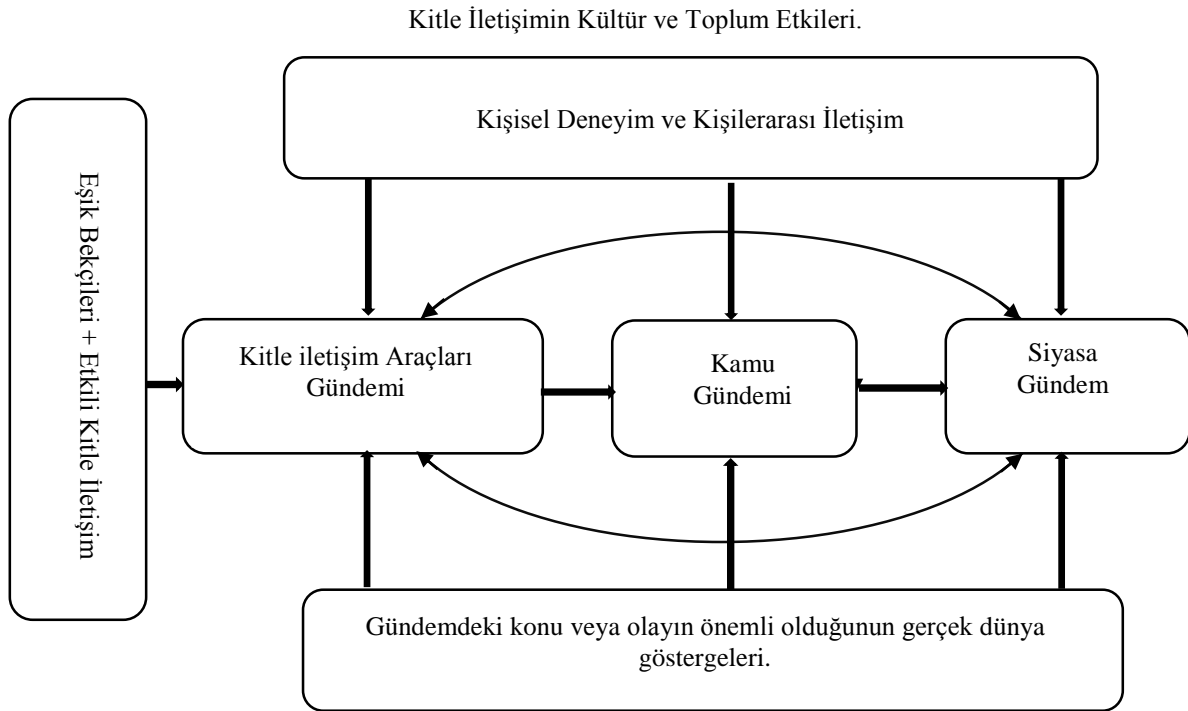 Kitle İletişimin Kültür ve Toplum Etkileri.
Kişisel Deneyim ve Kişilerarası İletişim
Eşik Bekçileri + Etkili Kitle İletişim
Kitle iletişim Araçları
Gündemi
Kamu
Gündemi
Siyasa
Gündem
Gündemdeki konu veya olayın önemli olduğunun gerçek dünya
göstergeleri.